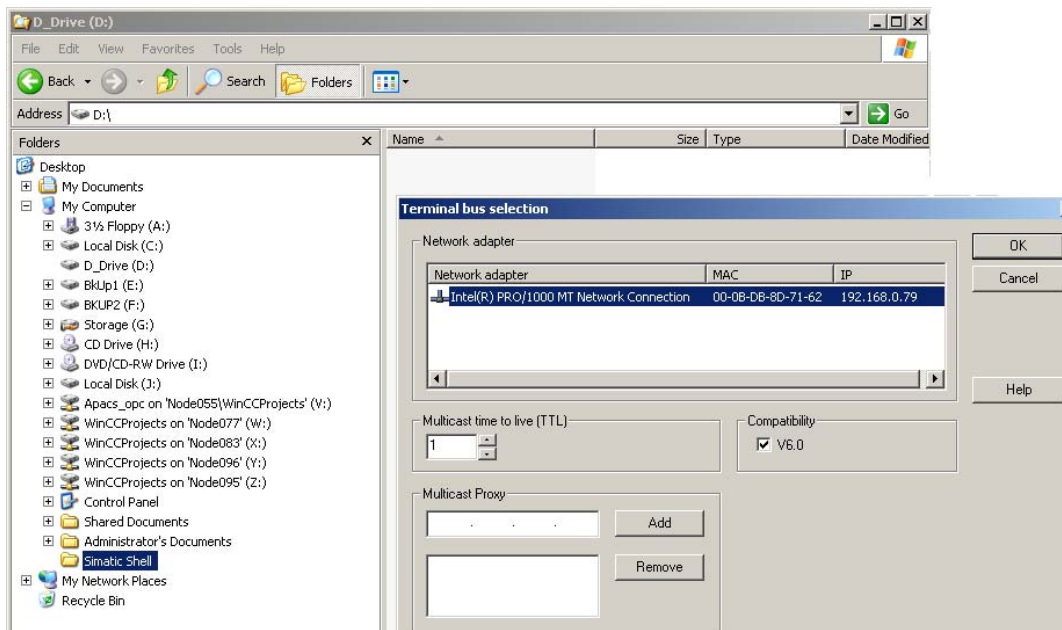 D_Drive (D:)
File Edit View Favorites Tools Help
Back Search Folders
Address D:\ Go
Folders
Name Size Type Date Modified
Desktop
My Documents
My Computer
3½ Floppy (A:)
Local Disk (C:)
D_Drive (D:)
BkUp1 (E:)
BKUP2 (F:)
Storage (G:)
CD Drive (H:)
DVD/CD-RW Drive (I:)
Local Disk (J:)
Apacs_opc on 'Node055\WinCCProjects' (V:)
WinCCProjects on 'Node077' (W:)
WinCCProjects on 'Node083' (X:)
WinCCProjects on 'Node096' (Y:)
WinCCProjects on 'Node095' (Z:)
Control Panel
Shared Documents
Administrator's Documents
Simatic Shell
My Network Places
Recycle Bin
Terminal bus selection
Network adapter
Network adapter MAC IP
Intel(R) PRO/1000 MT Network Connection 00-0B-DB-8D-71-62 192.168.0.79
OK
Cancel
Help
Multicast time to live (TTL)
1
Compatibility
V6.0
Multicast Proxy
. . .
Add
Remove